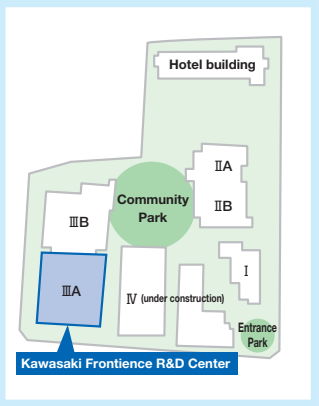 Hotel building
ⅡA
ⅡB
Community
Park
ⅢB
Ⅰ
ⅢA
Ⅳ (under construction)
Entrance
Park
Kawasaki Frontience R&D Center